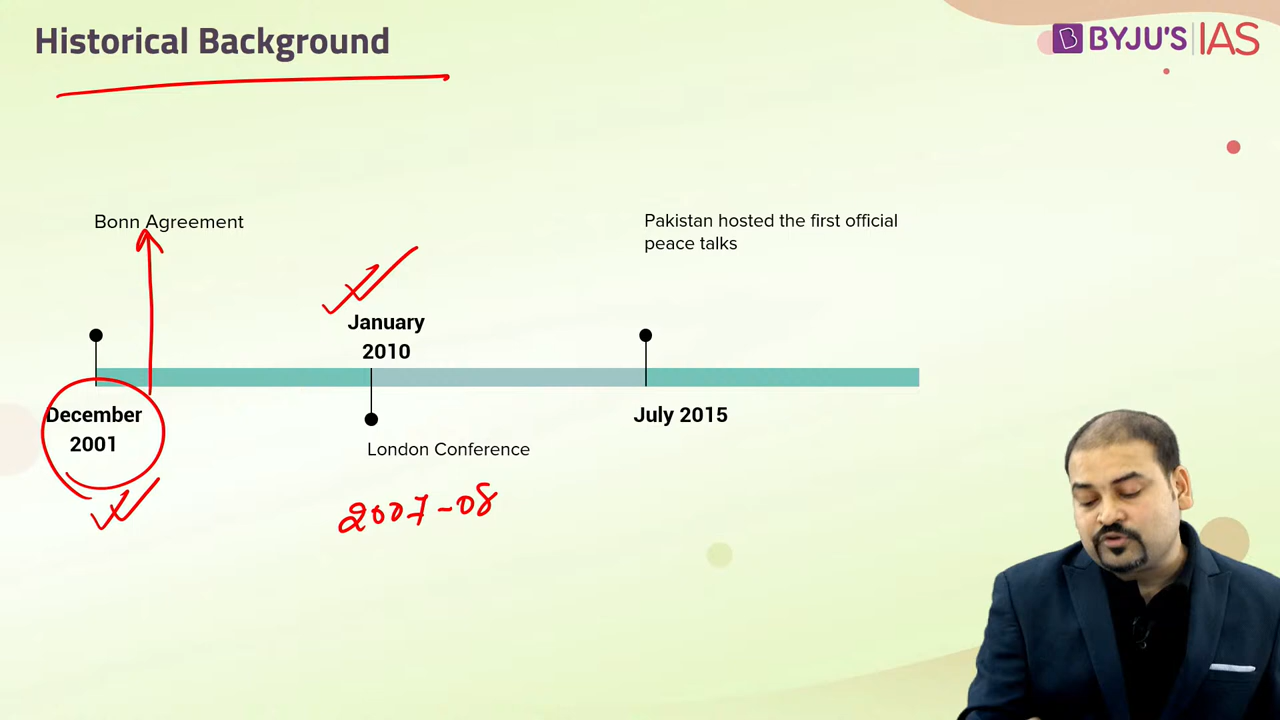 Historical Background
BYJU'S IAS
Bonn Agreement
Pakistan hosted the first official
peace talks
January
2010
December
2001
July 2015
London Conference
2007-08